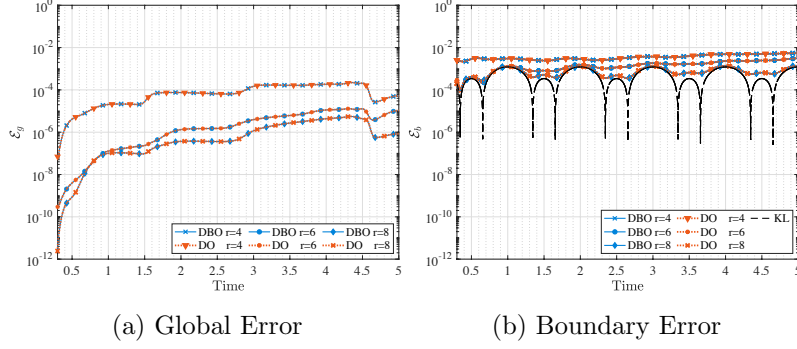 10^0
10^-2
10^-4
10^-6
10^-8
10^-10
10^-12
ℰ_g
0.5 1 1.5 2 2.5 3 3.5 4 4.5 5
Time
DBO r=4 DBO r=6 DBO r=8
DO r=4 DO r=6 DO r=8
(a) Global Error
10^0
10^-2
10^-4
10^-6
10^-8
10^-10
10^-12
ℰ_b
0.5 1 1.5 2 2.5 3 3.5 4 4.5 5
Time
DBO r=4 DO r=4 KL
DBO r=6 DO r=6
DBO r=8 DO r=8
(b) Boundary Error